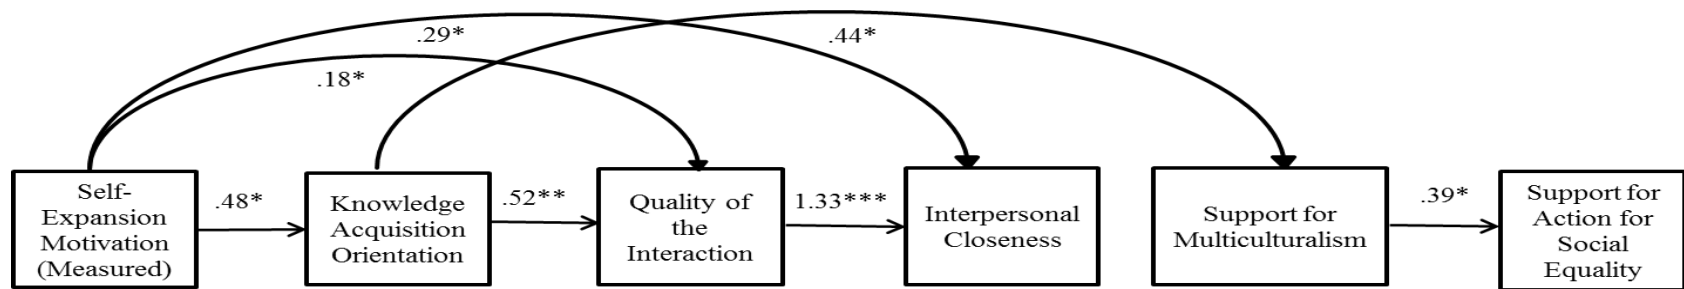 .29*
.44*
.18*
Self-
Expansion
Motivation
(Measured)
.48*
Knowledge
Acquisition
Orientation
.52**
Quality of
the
Interaction
1.33***
Interpersonal
Closeness
Support for
Multiculturalism
.39*
Support for
Action for
Social
Equality